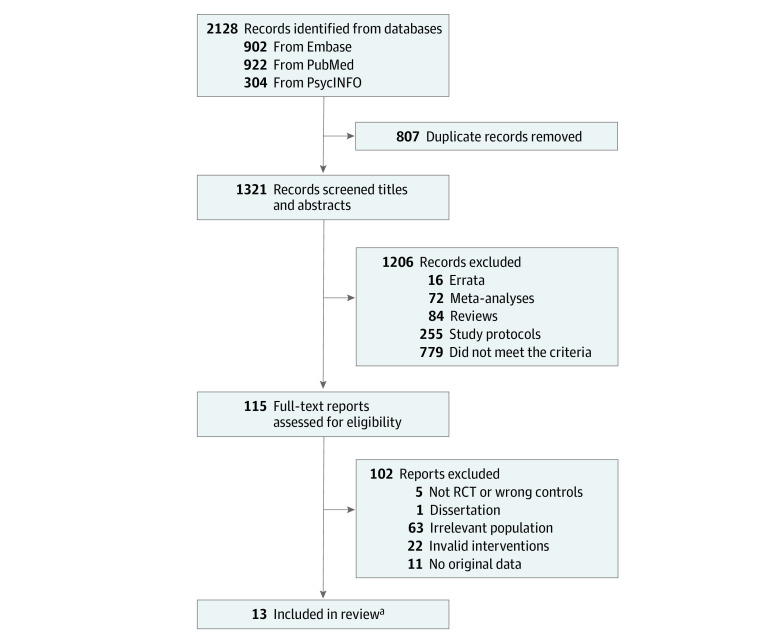 2128 Records identified from databases
902 From Embase
922 From PubMed
304 From PsycINFO
807 Duplicate records removed
1321 Records screened titles
and abstracts
1206 Records excluded
16 Errata
72 Meta-analyses
84 Reviews
255 Study protocols
779 Did not meet the criteria
115 Full-text reports
assessed for eligibility
102 Reports excluded
5 Not RCT or wrong controls
1 Dissertation
63 Irrelevant population
22 Invalid interventions
11 No original data
13 Included in reviewᵃ